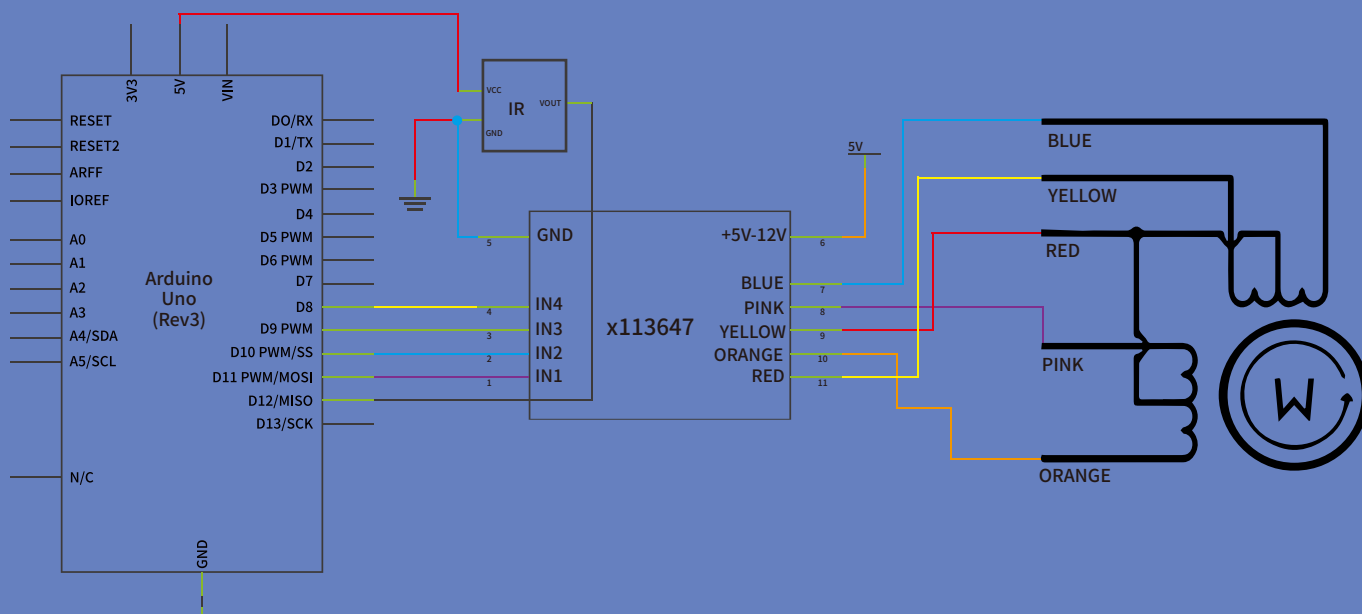 3V3
5V
VIN
RESET
RESET2
ARFF
IOREF
A0
A1
A2
A3
A4/SDA
A5/SCL
N/C
Arduino
Uno
(Rev3)
DO/RX
D1/TX
D2
D3 PWM
D4
D5 PWM
D6 PWM
D7
D8
D9 PWM
D10 PWM/SS
D11 PWM/MOSI
D12/MISO
D13/SCK
GND
VCC
IR
VOUT
GND
5
GND
4
IN4
3
IN3
2
IN2
1
IN1
x113647
5V
+5V-12V
6
BLUE
7
PINK
8
YELLOW
9
ORANGE
10
RED
11
BLUE
YELLOW
RED
PINK
ORANGE
W